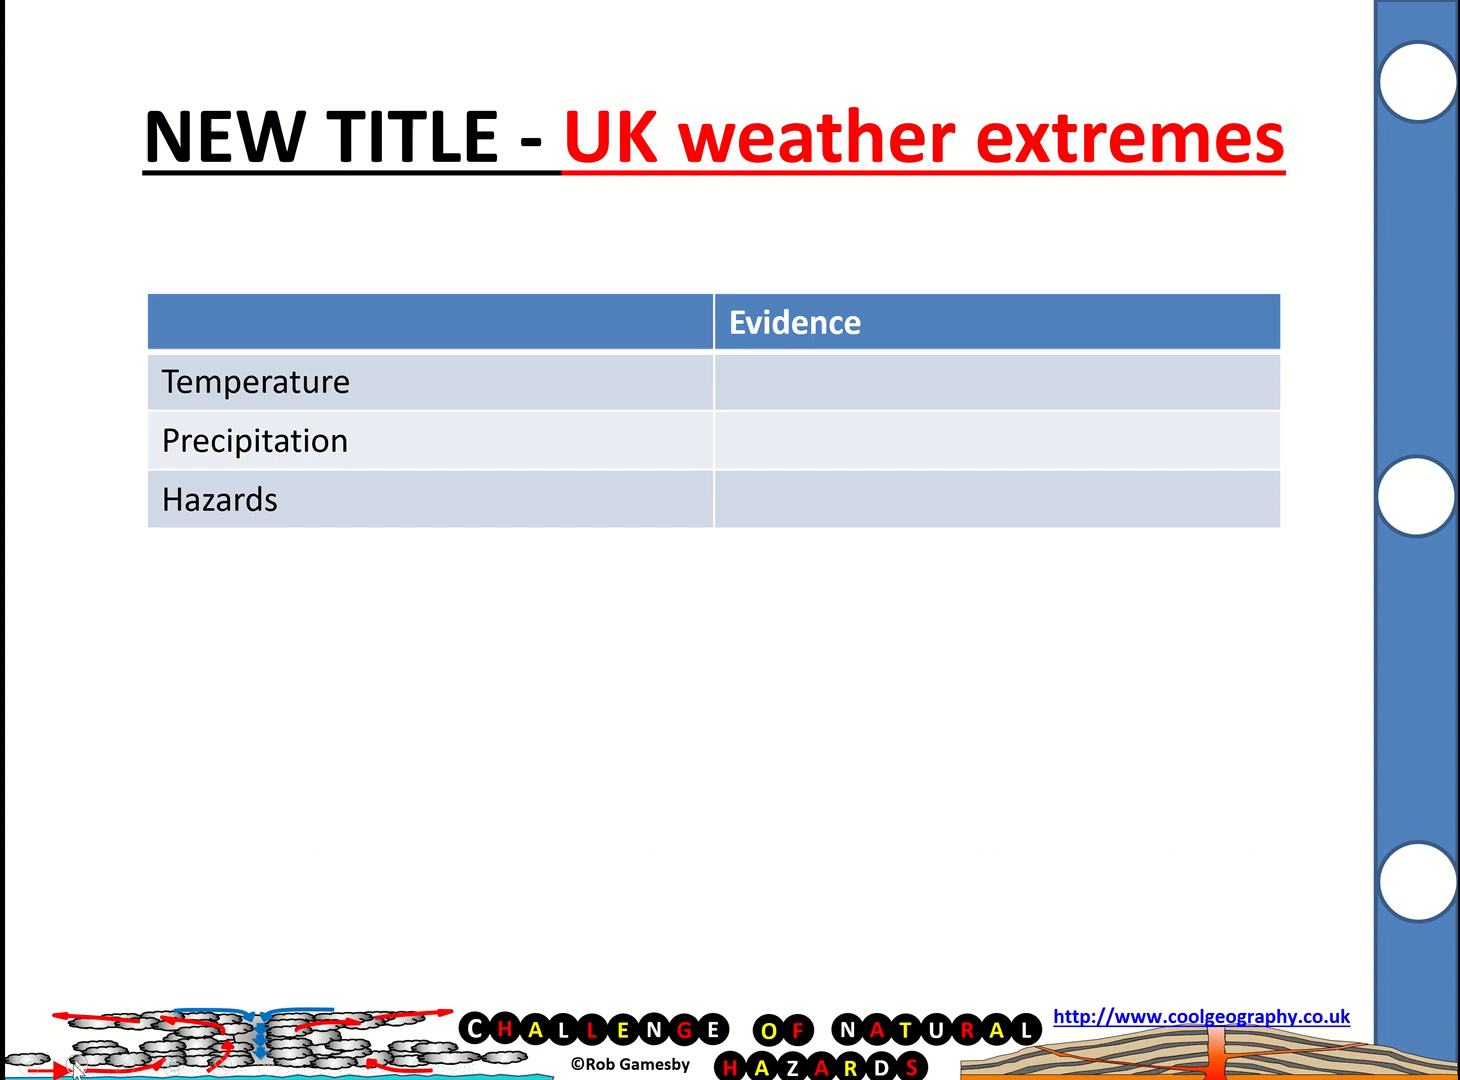 NEW TITLE - UK weather extremes
Evidence
Temperature
Precipitation
Hazards
CHALLENGE OF NATURAL
HAZARDS
©Rob Gamesby
http://www.coolgeography.co.uk